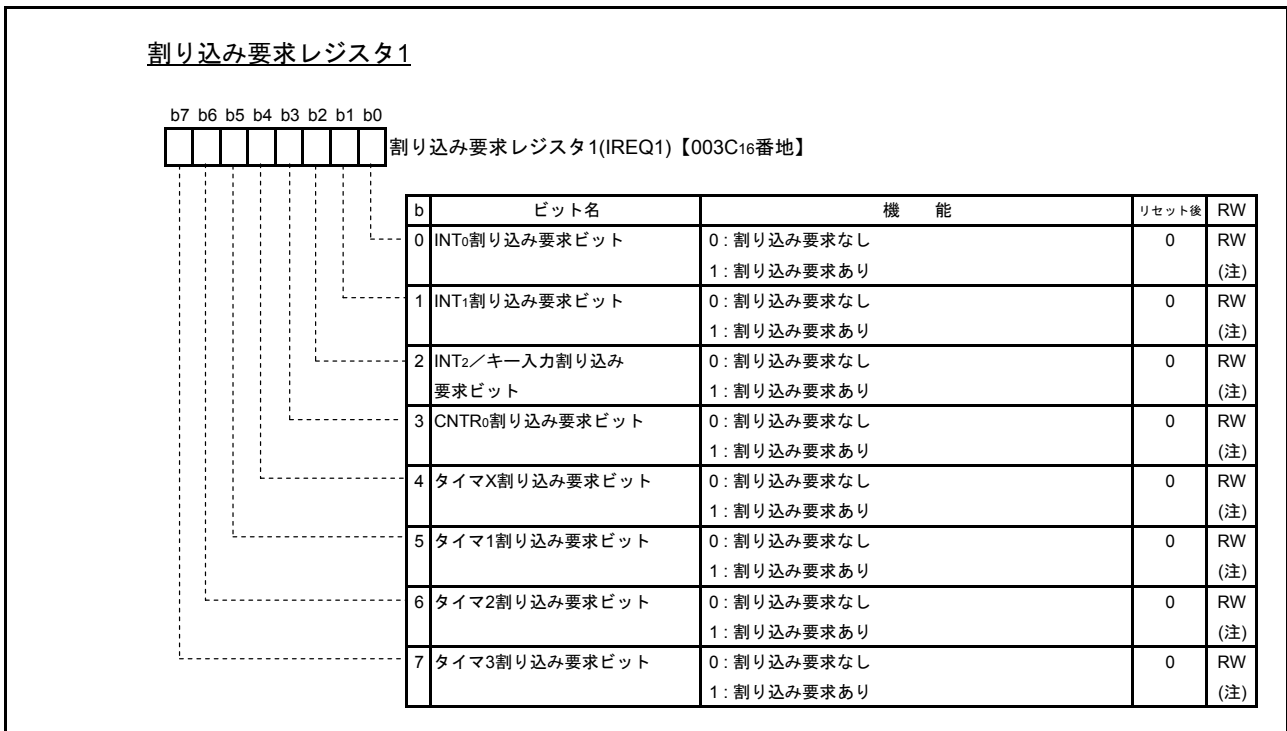 割り込み要求レジスタ1
b7 b6 b5 b4 b3 b2 b1 b0
割り込み要求レジスタ1(IREQ1)【003C16番地】
b ビット名 機 能 リセット後 RW
0 INT0割り込み要求ビット 0 : 割り込み要求なし 0 RW
1 : 割り込み要求あり (注)
1 INT1割り込み要求ビット 0 : 割り込み要求なし 0 RW
1 : 割り込み要求あり (注)
2 INT2／キー入力割り込み 0 : 割り込み要求なし 0 RW
要求ビット 1 : 割り込み要求あり (注)
3 CNTR0割り込み要求ビット 0 : 割り込み要求なし 0 RW
1 : 割り込み要求あり (注)
4 タイマX割り込み要求ビット 0 : 割り込み要求なし 0 RW
1 : 割り込み要求あり (注)
5 タイマ1割り込み要求ビット 0 : 割り込み要求なし 0 RW
1 : 割り込み要求あり (注)
6 タイマ2割り込み要求ビット 0 : 割り込み要求なし 0 RW
1 : 割り込み要求あり (注)
7 タイマ3割り込み要求ビット 0 : 割り込み要求なし 0 RW
1 : 割り込み要求あり (注)